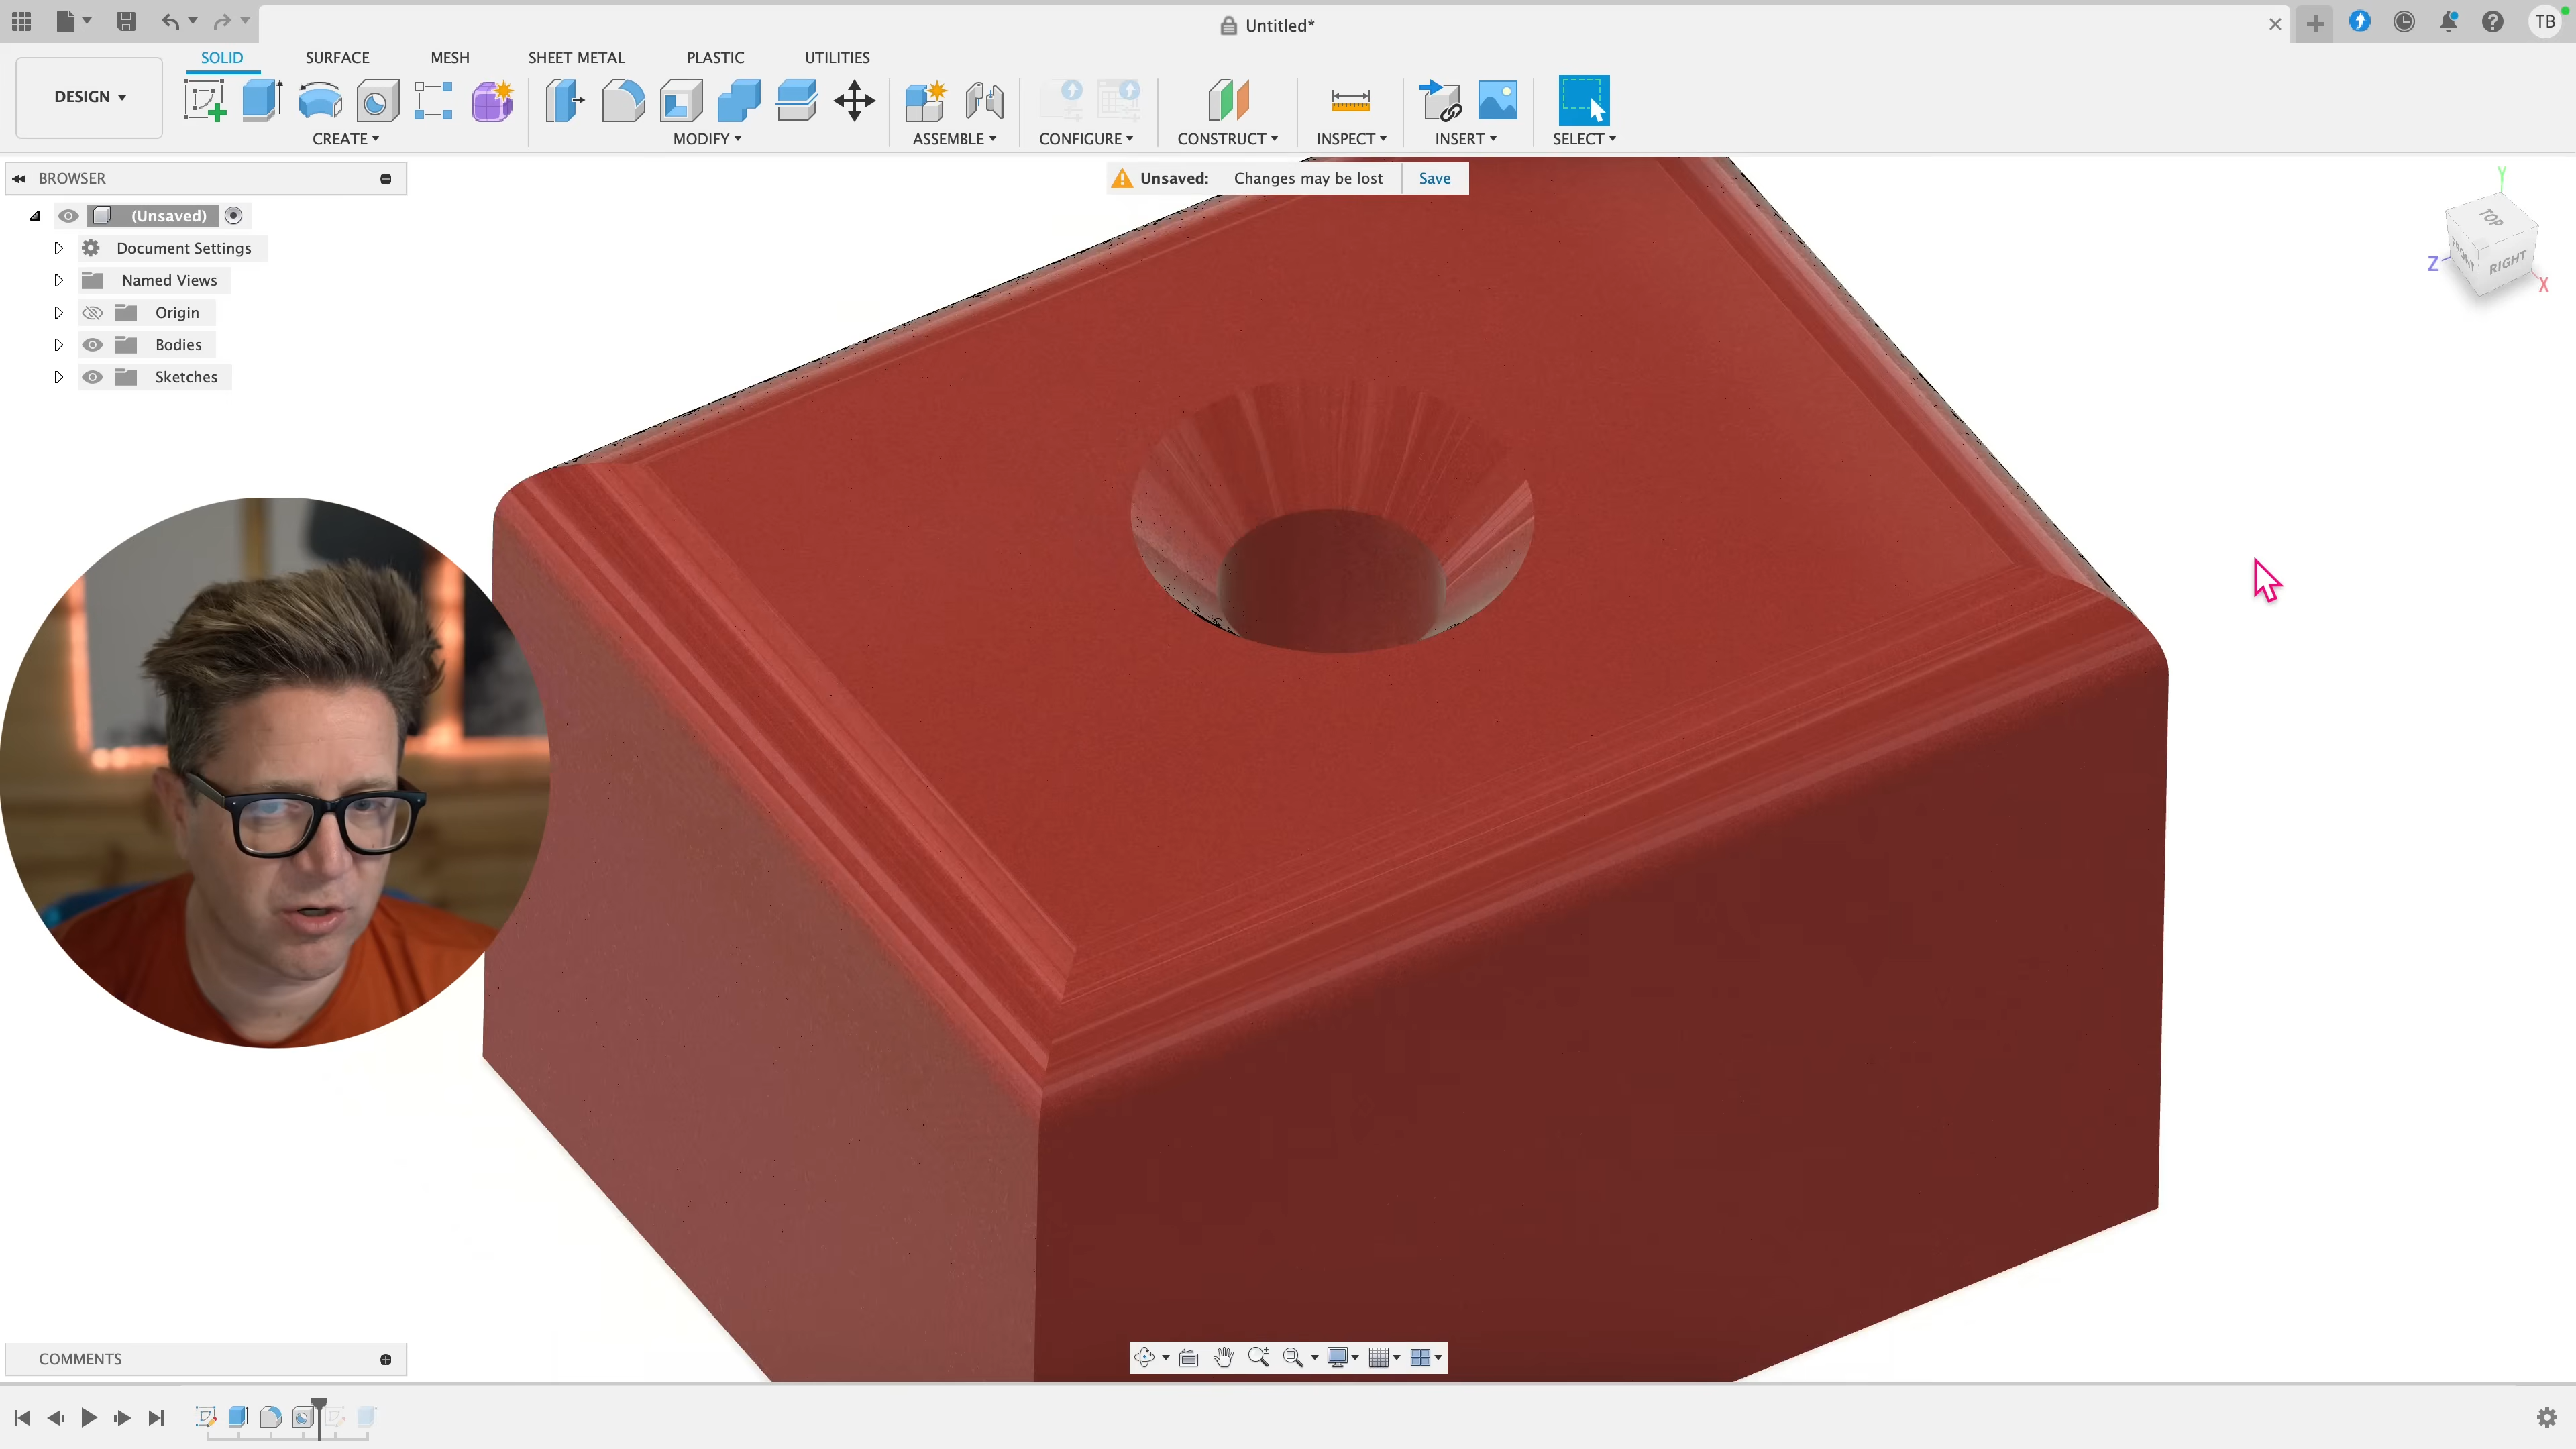 Untitled*
TB
SOLID SURFACE MESH SHEET METAL PLASTIC UTILITIES
DESIGN
CREATE MODIFY ASSEMBLE CONFIGURE CONSTRUCT INSPECT INSERT SELECT
BROWSER
Unsaved: Changes may be lost Save
(Unsaved)
Document Settings
Named Views
Origin
Bodies
Sketches
Y
TOP
FRONT
RIGHT
Z
X
COMMENTS